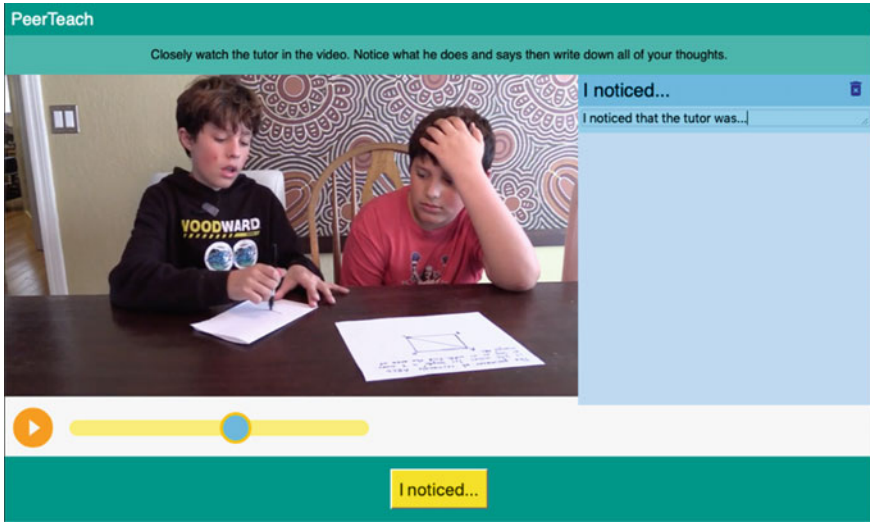 PeerTeach
Closely watch the tutor in the video. Notice what he does and says then write down all of your thoughts.
I noticed...
I noticed that the tutor was...
WOODWARD
I noticed...